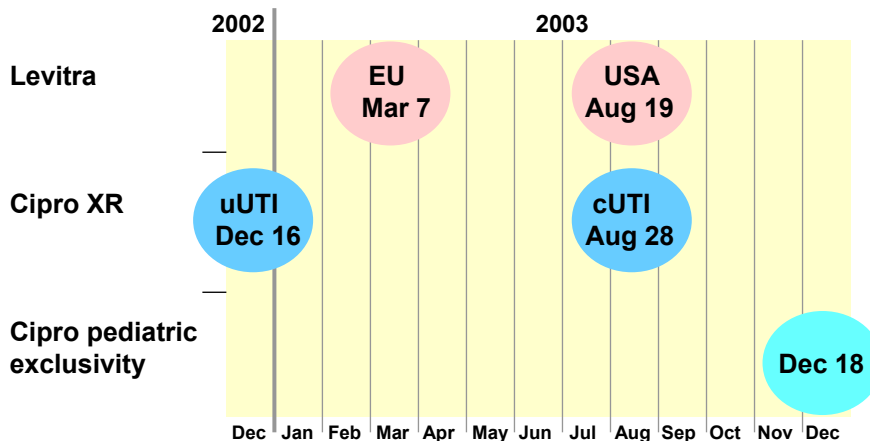 2002
2003
Levitra
EU
Mar 7
USA
Aug 19
Cipro XR
uUTI
Dec 16
cUTI
Aug 28
Cipro pediatric
exclusivity
Dec 18
Dec Jan Feb Mar Apr May Jun Jul Aug Sep Oct Nov Dec